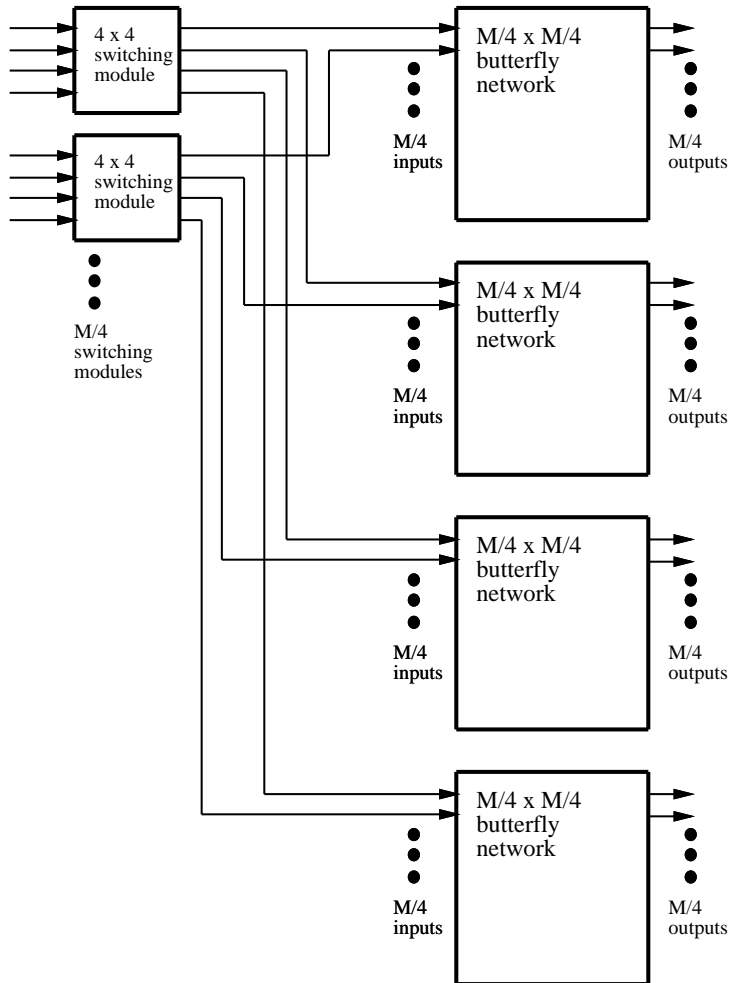 4 x 4
switching
module
4 x 4
switching
module
M/4
switching
modules
M/4 x M/4
butterfly
network
M/4
inputs
M/4
outputs
M/4 x M/4
butterfly
network
M/4
inputs
M/4
outputs
M/4 x M/4
butterfly
network
M/4
inputs
M/4
outputs
M/4 x M/4
butterfly
network
M/4
inputs
M/4
outputs